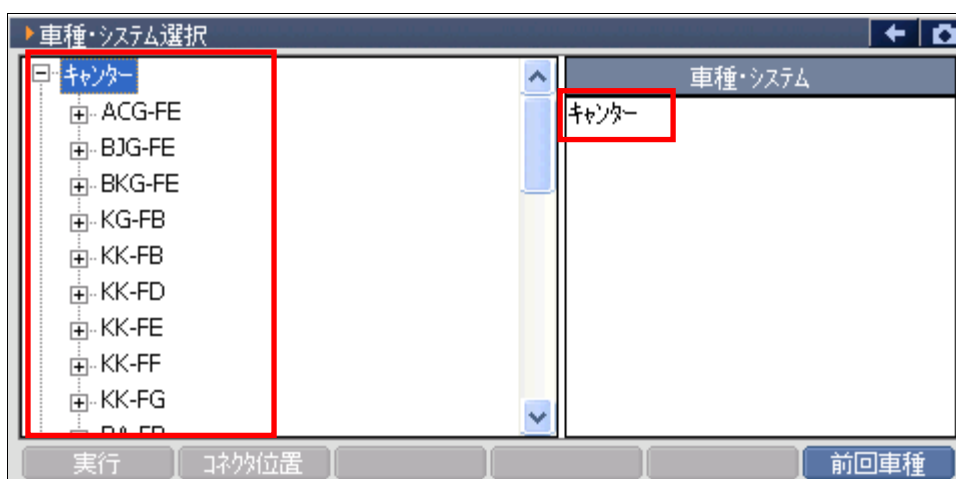 車種・システム選択
キャンター
ACG-FE
BJG-FE
BKG-FE
KG-FB
KK-FB
KK-FD
KK-FE
KK-FF
KK-FG
車種・システム
キャンター
実行
コネクタ位置
前回車種